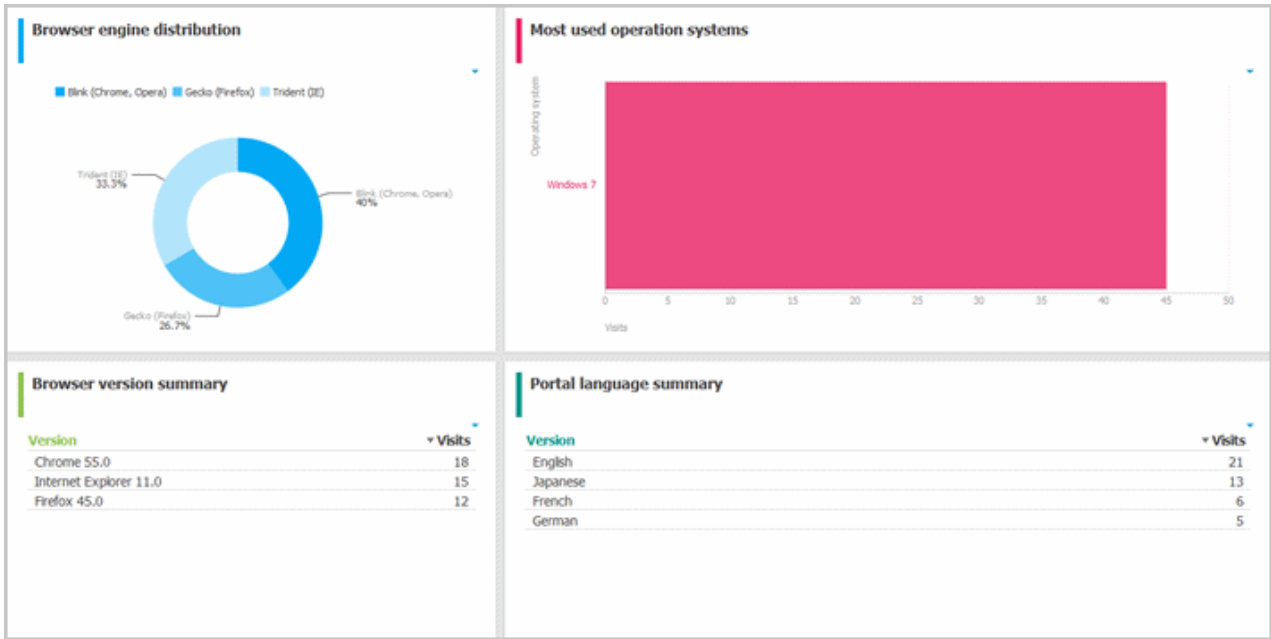 Browser engine distribution
Blink (Chrome, Opera) Gecko (Firefox) Trident (IE)
Trident (IE)
33.3%
Blink (Chrome, Opera)
40%
Gecko (Firefox)
26.7%
Most used operation systems
Operating system
Windows 7
0 5 10 15 20 25 30 35 40 45 50
Visits
Browser version summary
Version Visits
Chrome 55.0 18
Internet Explorer 11.0 15
Firefox 45.0 12
Portal language summary
Version Visits
English 21
Japanese 13
French 6
German 5